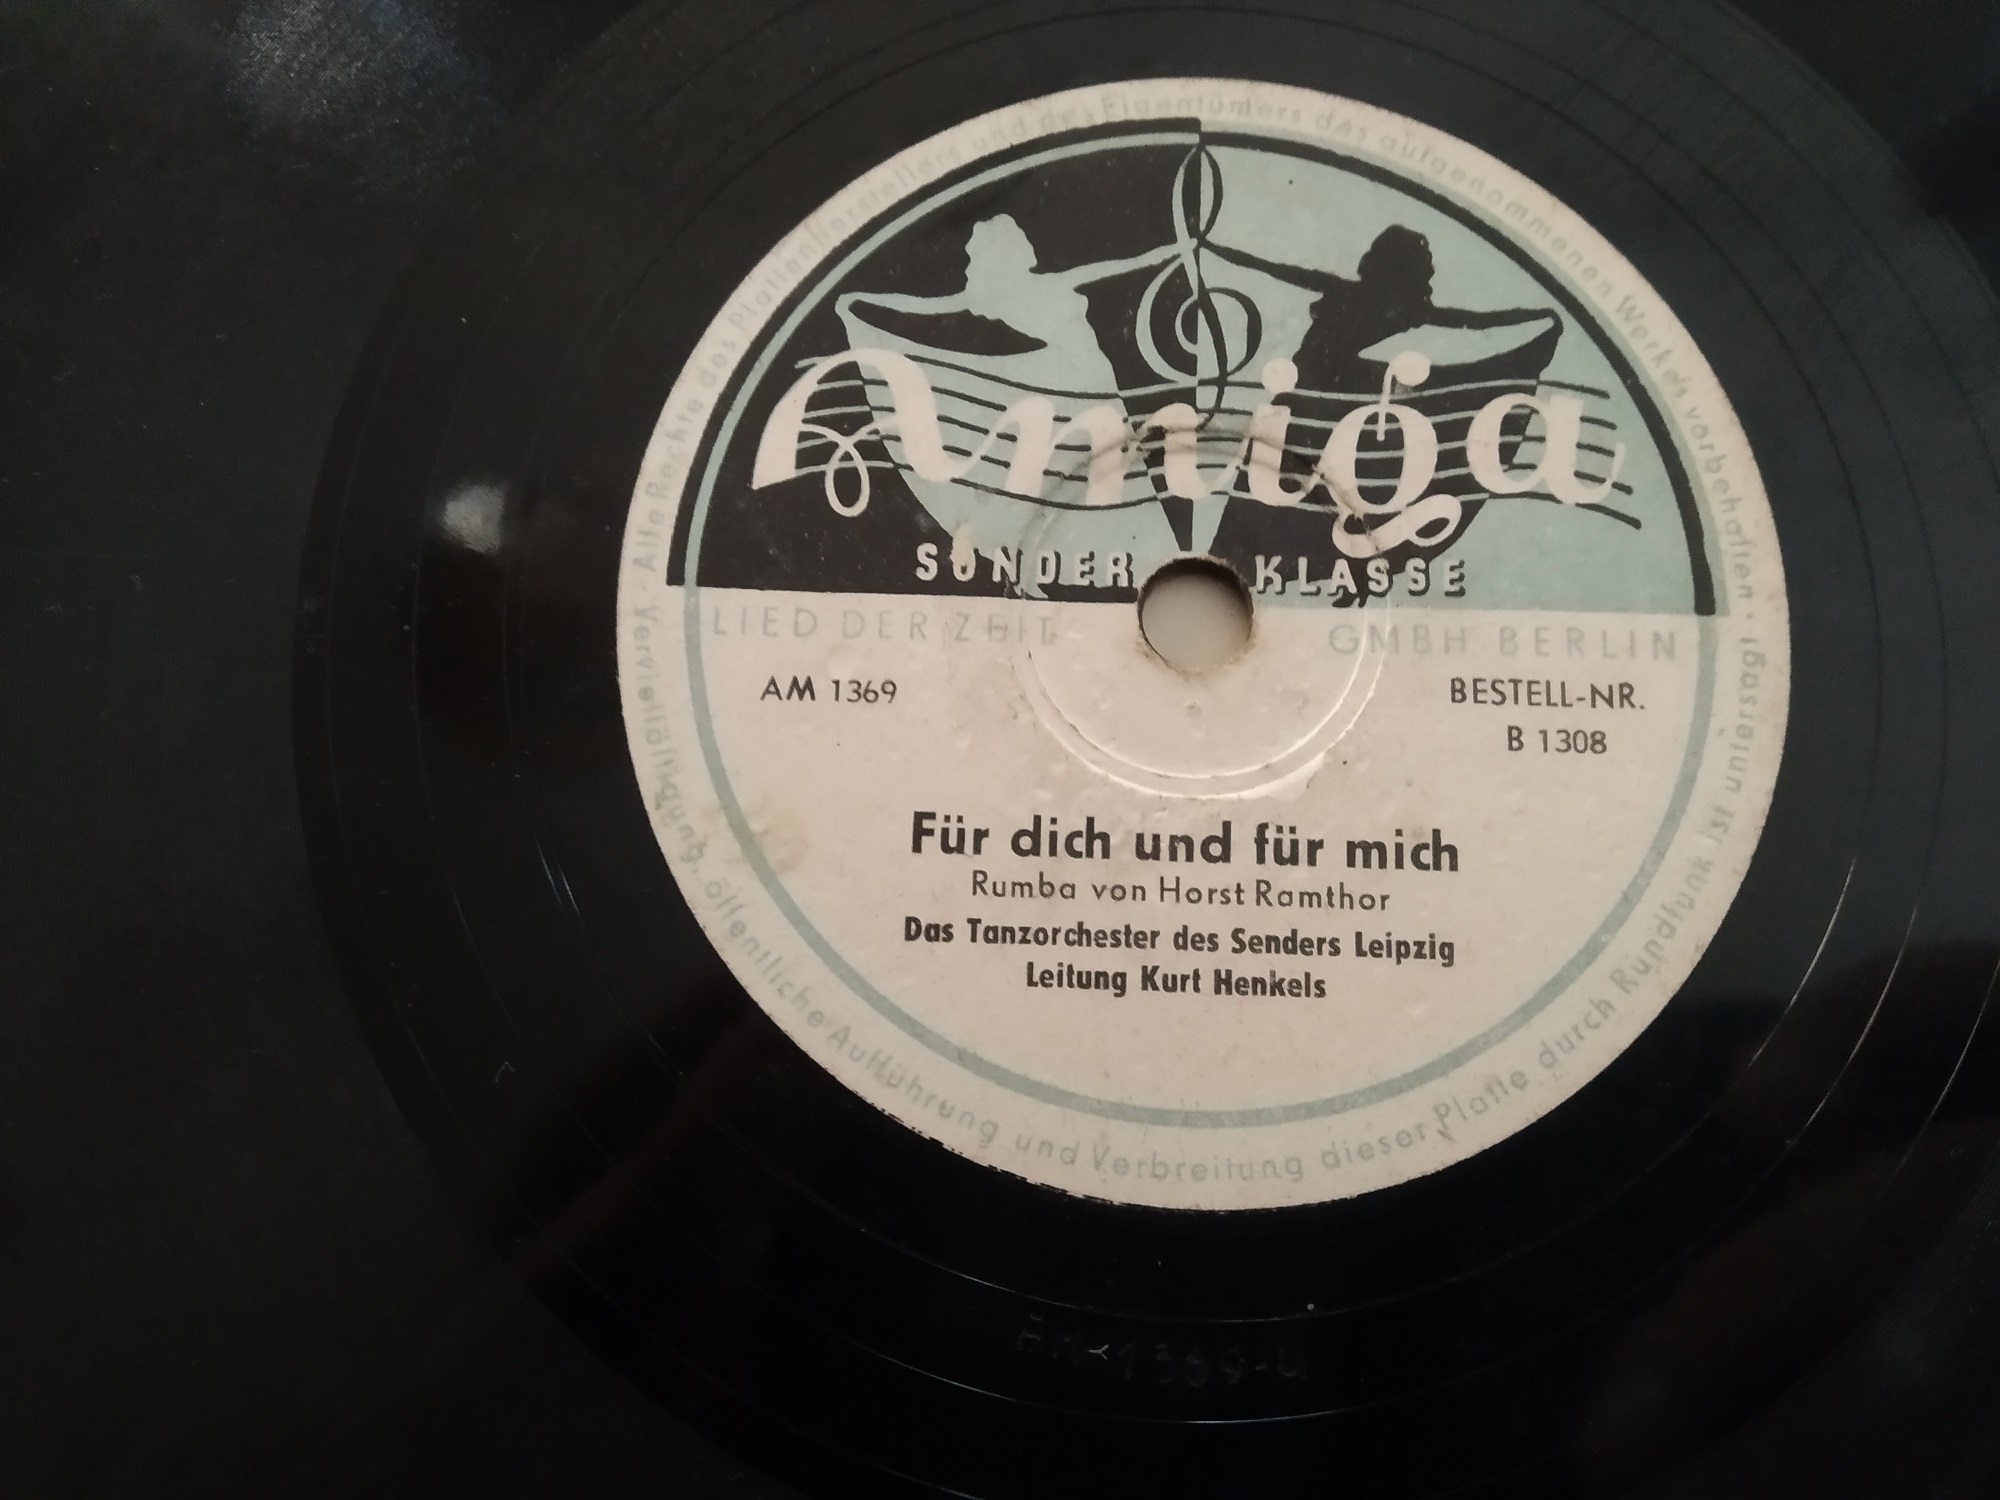 Amiga
SONDER KLASSE
LIED DER ZEIT GMBH BERLIN
AM 1369
BESTELL-NR.
B 1308
Für dich und für mich
Rumba von Horst Ramthor
Das Tanzorchester des Senders Leipzig
Leitung Kurt Henkels
Alle Rechte des Plattenherstellers und des Eigentümers des aufgenommenen Werkes vorbehalten · Vervielfältigung, öffentliche Aufführung und Verbreitung dieser Platte durch Rundfunk ist untersagt ·